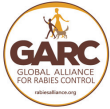 GARC
GLOBAL ALLIANCE
FOR RABIES CONTROL
rabiesalliance.org